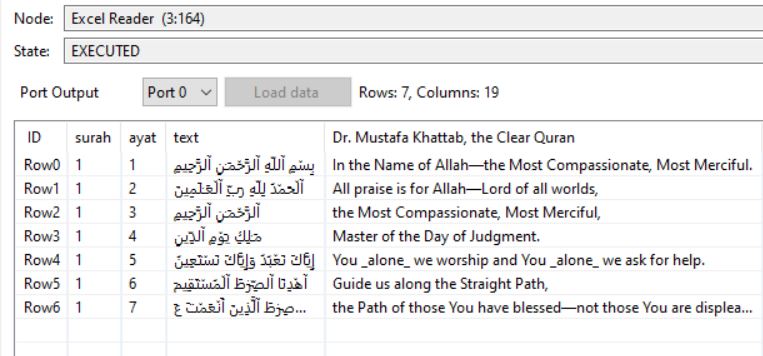 Node: Excel Reader (3:164)
State: EXECUTED
Port Output Port 0 Load data Rows: 7, Columns: 19
ID surah ayat text Dr. Mustafa Khattab, the Clear Quran
Row0 1 1 بِسْمِ ٱللَّهِ ٱلرَّحْمَٰنِ ٱلرَّحِيمِ In the Name of Allah—the Most Compassionate, Most Merciful.
Row1 1 2 ٱلْحَمْدُ لِلَّهِ رَبِّ ٱلْعَٰلَمِينَ All praise is for Allah—Lord of all worlds,
Row2 1 3 ٱلرَّحْمَٰنِ ٱلرَّحِيمِ the Most Compassionate, Most Merciful,
Row3 1 4 مَٰلِكِ يَوْمِ ٱلدِّينِ Master of the Day of Judgment.
Row4 1 5 إِيَّاكَ نَعْبُدُ وَإِيَّاكَ نَسْتَعِينُ You _alone_ we worship and You _alone_ we ask for help.
Row5 1 6 ٱهْدِنَا ٱلصِّرَٰطَ ٱلْمُسْتَقِيمَ Guide us along the Straight Path,
Row6 1 7 صِرَٰطَ ٱلَّذِينَ أَنْعَمْتَ عَ... the Path of those You have blessed—not those You are displea...